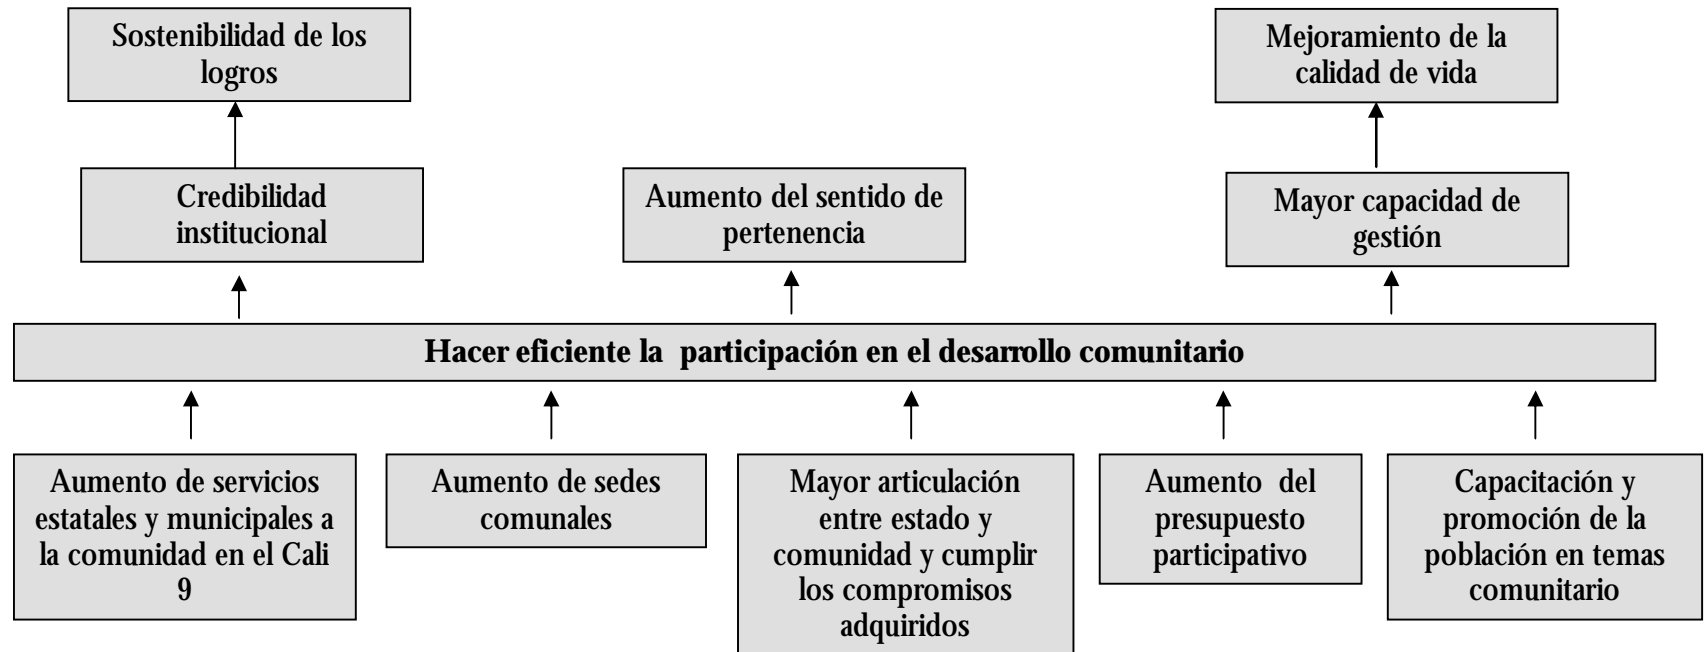 Sostenibilidad de los
logros
Mejoramiento de la
calidad de vida
Credibilidad
institucional
Aumento del sentido de
pertenencia
Mayor capacidad de
gestión
Hacer eficiente la participación en el desarrollo comunitario
Aumento de servicios
estatales y municipales a
la comunidad en el Cali
9
Aumento de sedes
comunales
Mayor articulación
entre estado y
comunidad y cumplir
los compromisos
adquiridos
Aumento del
presupuesto
participativo
Capacitación y
promoción de la
población en temas
comunitario